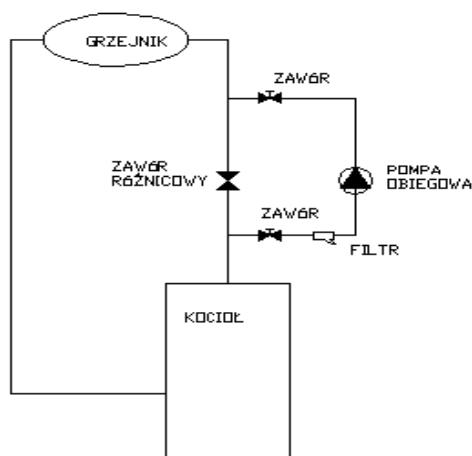 GRZEJNIK
ZAWÓR
ZAWÓR
RÓŻNICOWY
POMPA
OBIEGOWA
ZAWÓR
FILTR
KOCIOŁ